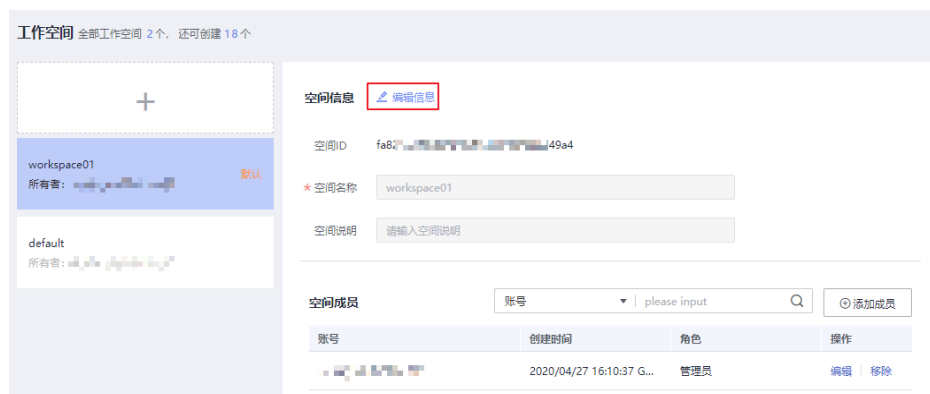 工作空间 全部工作空间 2 个， 还可创建 18 个
空间信息 编辑信息
空间ID fa82 49a4
workspace01
所有者：
默认
* 空间名称 workspace01
空间说明 请输入空间说明
default
所有者：
空间成员 账号 please input 添加成员
账号 创建时间 角色 操作
2020/04/27 16:10:37 G... 管理员 编辑 移除